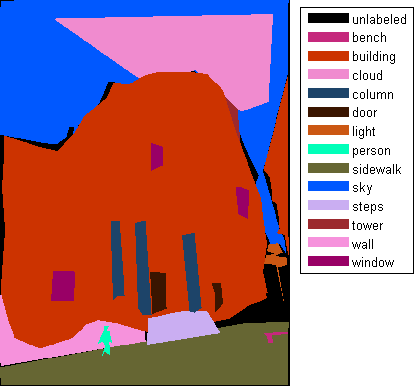 unlabeled
bench
building
cloud
column
door
light
person
sidewalk
sky
steps
tower
wall
window